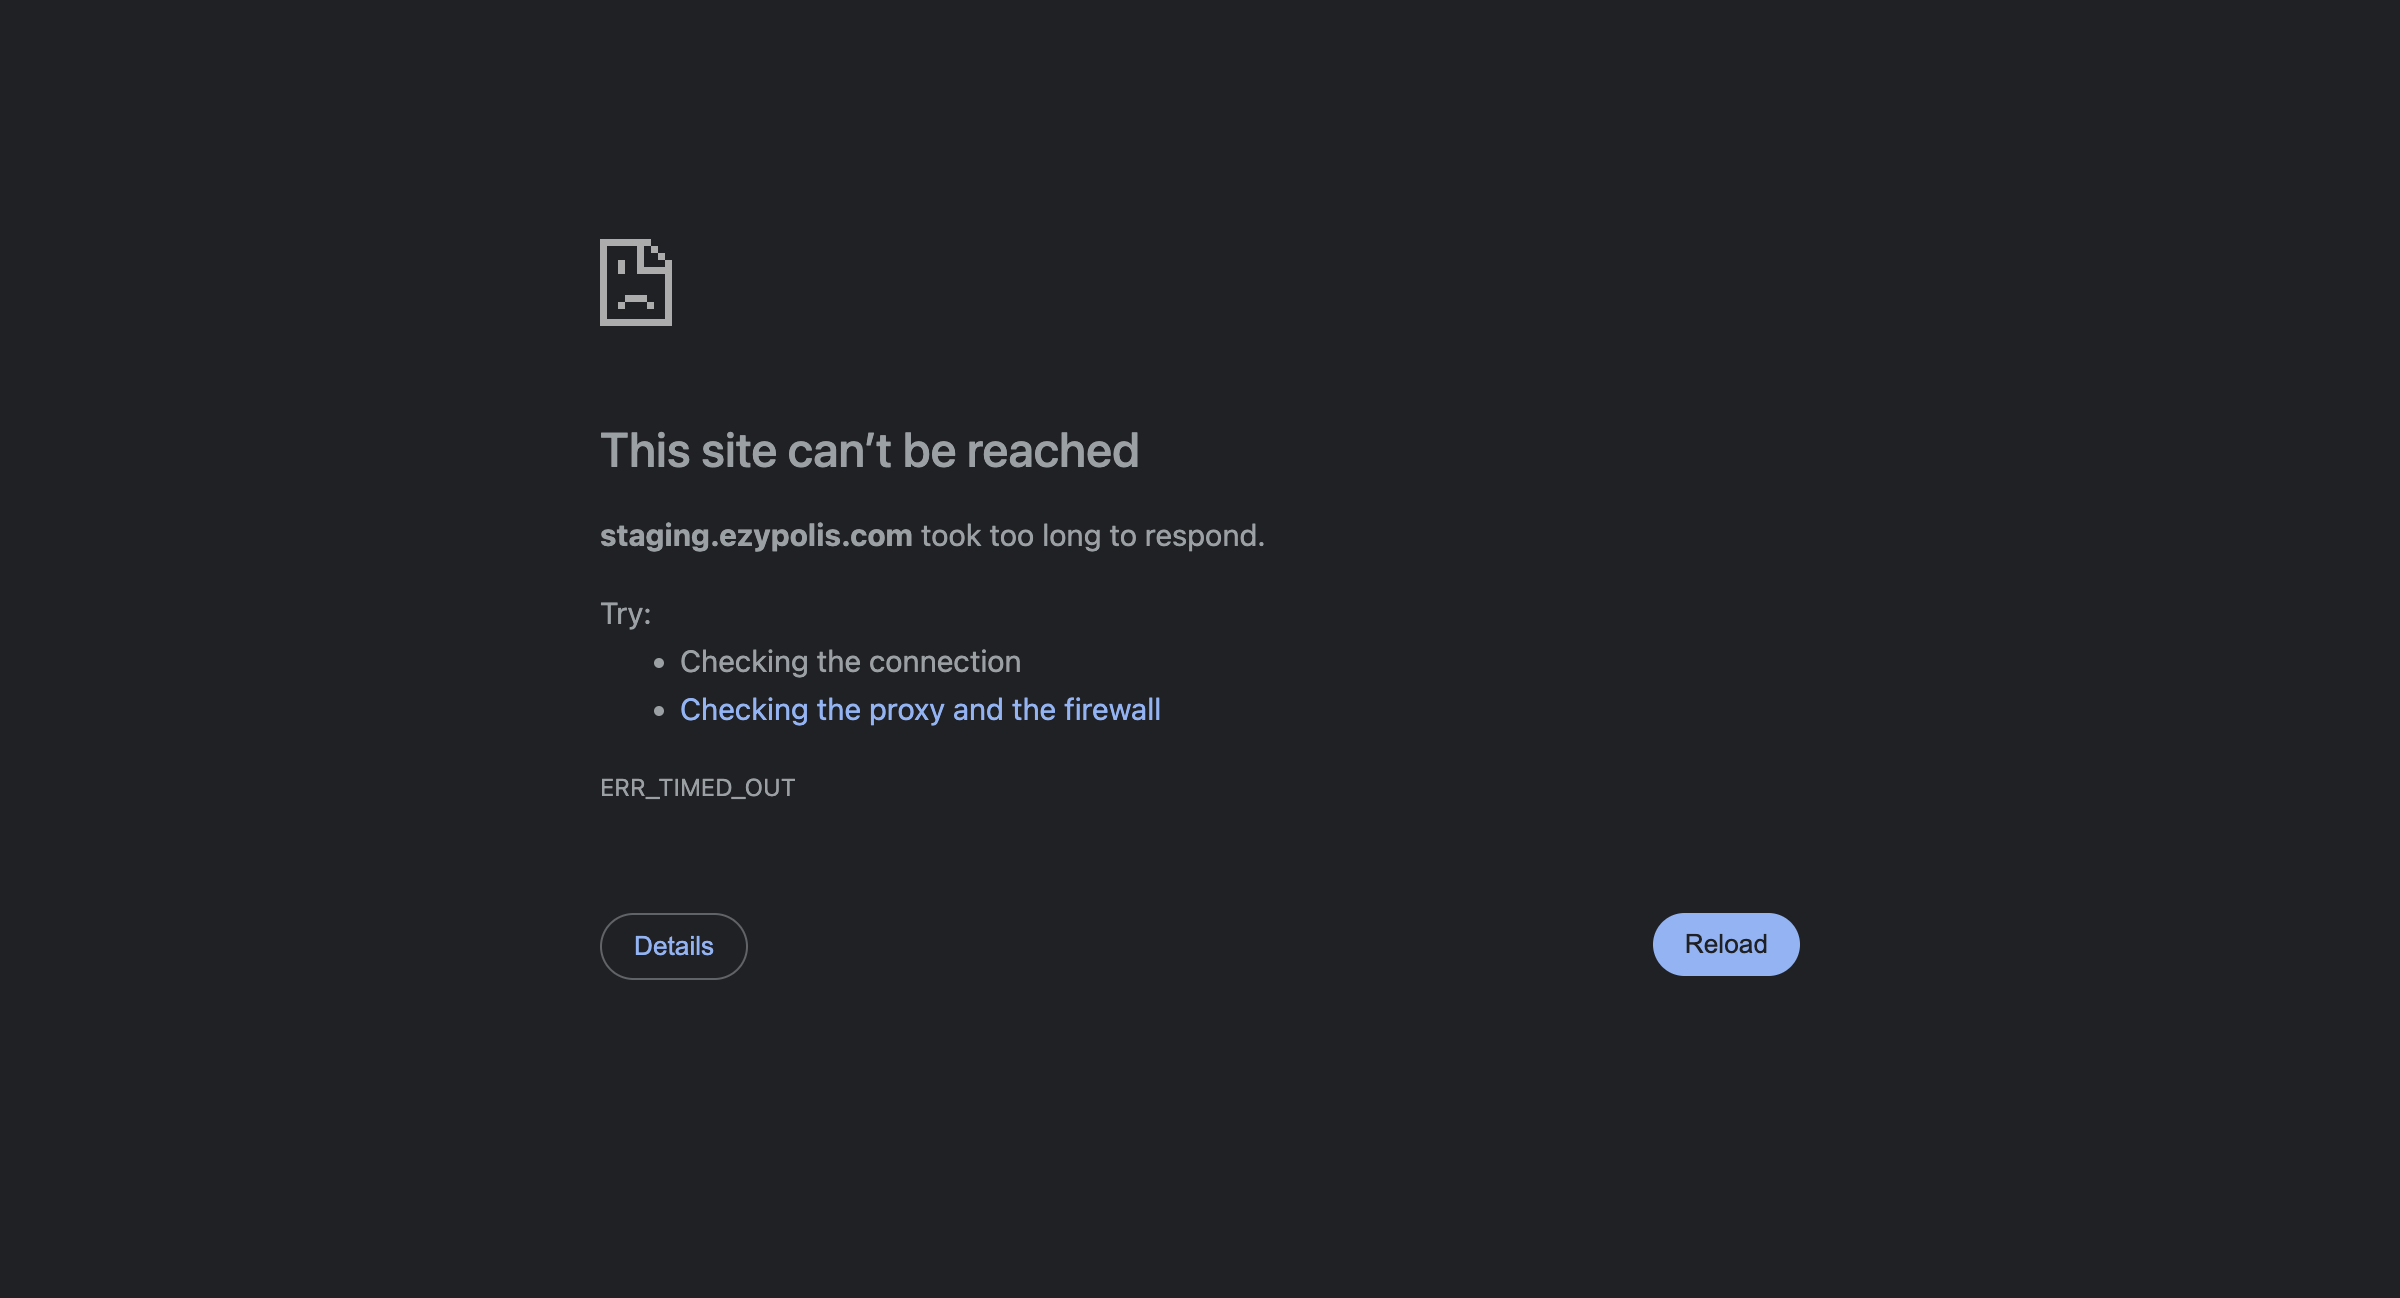 This site can’t be reached
staging.ezypolis.com took too long to respond.
Try:
• Checking the connection
• Checking the proxy and the firewall
ERR_TIMED_OUT
Details
Reload